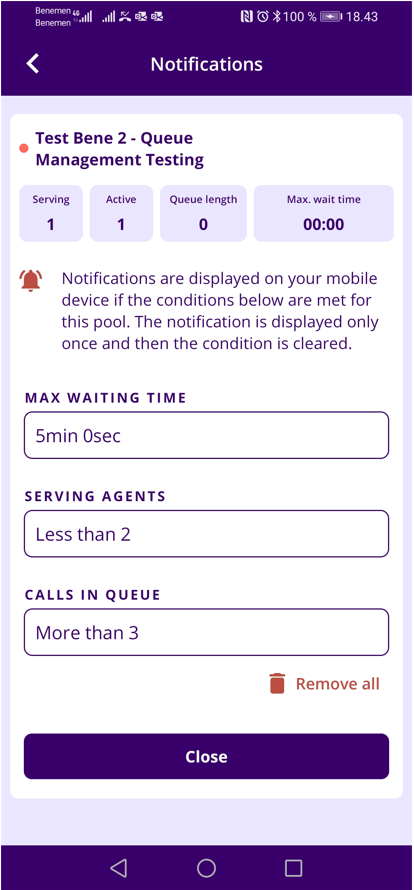 Benemen 4G 100 % 18.43
Benemen
Notifications
Test Bene 2 - Queue
Management Testing
Serving Active Queue length Max. wait time
1 1 0 00:00
Notifications are displayed on your mobile
device if the conditions below are met for
this pool. The notification is displayed only
once and then the condition is cleared.
MAX WAITING TIME
5min 0sec
SERVING AGENTS
Less than 2
CALLS IN QUEUE
More than 3
Remove all
Close